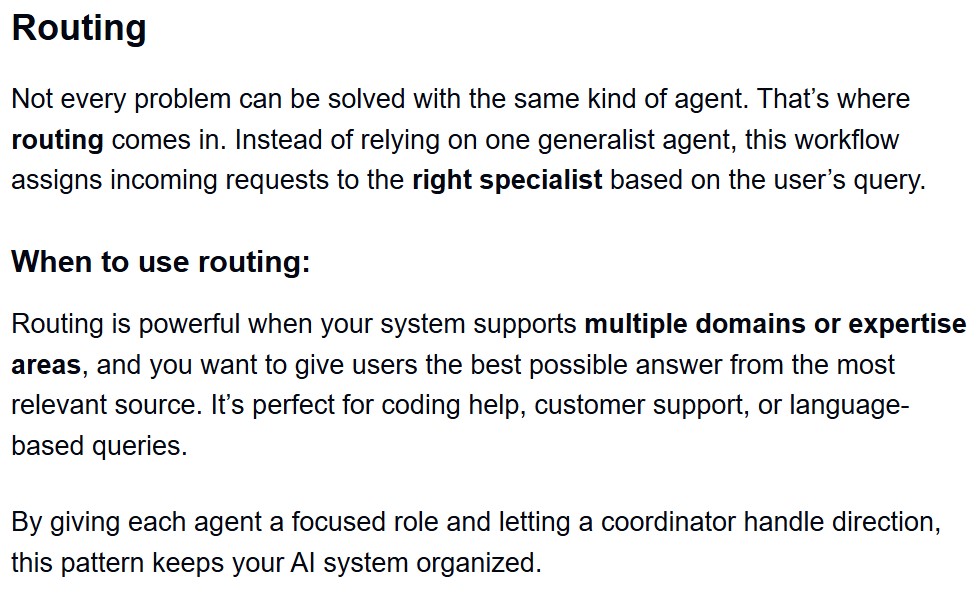 Routing
Not every problem can be solved with the same kind of agent. That’s where
routing comes in. Instead of relying on one generalist agent, this workflow
assigns incoming requests to the right specialist based on the user’s query.
When to use routing:
Routing is powerful when your system supports multiple domains or expertise
areas, and you want to give users the best possible answer from the most
relevant source. It’s perfect for coding help, customer support, or language-
based queries.
By giving each agent a focused role and letting a coordinator handle direction,
this pattern keeps your AI system organized.